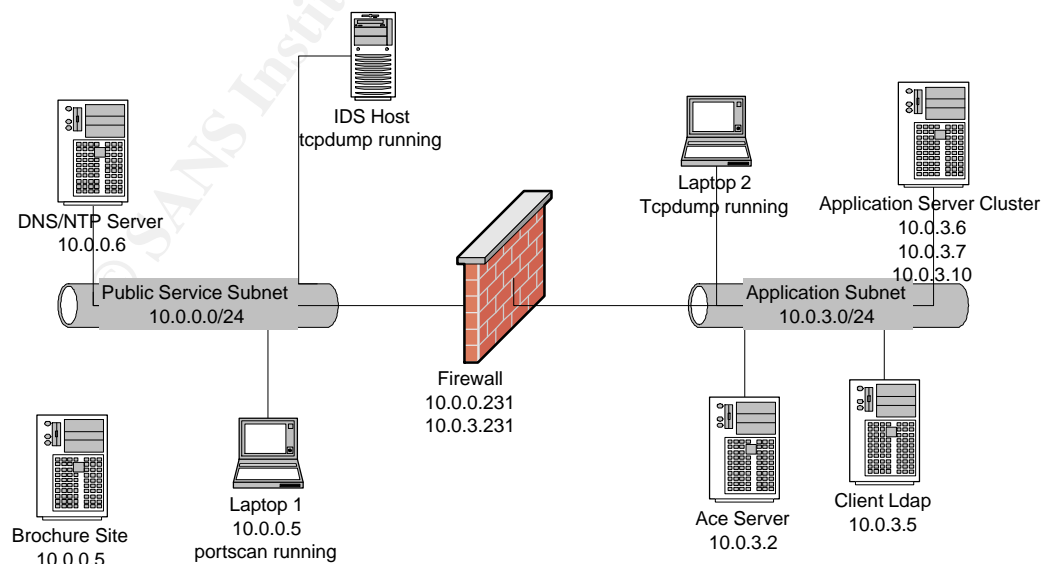 © SANS Instit
IDS Host
tcpdump running
DNS/NTP Server
10.0.0.6
Laptop 2
Tcpdump running
Application Server Cluster
10.0.3.6
10.0.3.7
10.0.3.10
Public Service Subnet
10.0.0.0/24
Application Subnet
10.0.3.0/24
Firewall
10.0.0.231
10.0.3.231
Brochure Site
10.0.0.5
Laptop 1
10.0.0.5
portscan running
Ace Server
10.0.3.2
Client Ldap
10.0.3.5